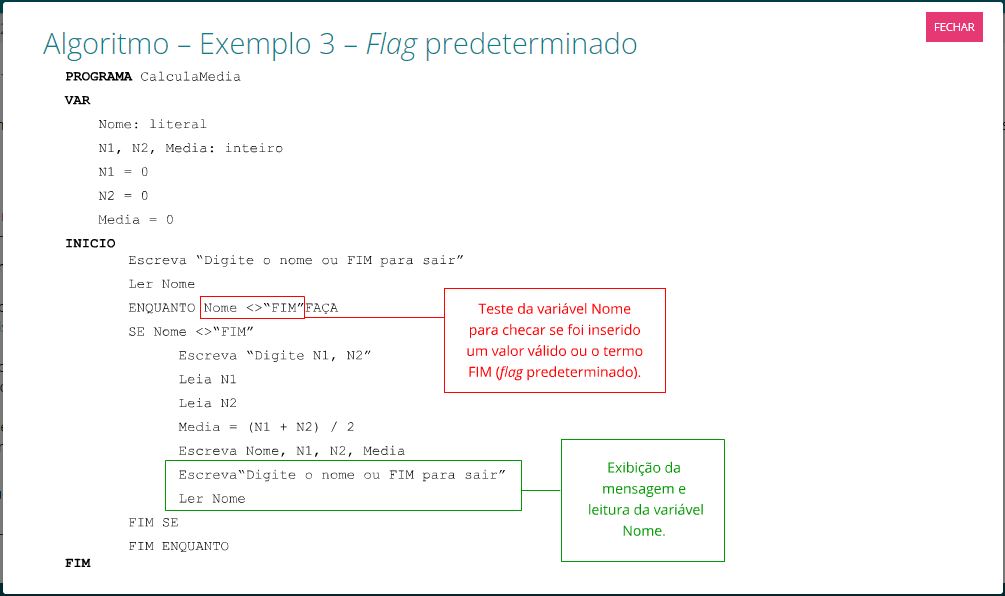 FECHAR
Algoritmo – Exemplo 3 – Flag predeterminado
PROGRAMA CalculaMedia
VAR
Nome: literal
N1, N2, Media: inteiro
N1 = 0
N2 = 0
Media = 0
INICIO
Escreva “Digite o nome ou FIM para sair”
Ler Nome
ENQUANTO Nome <>“FIM”FAÇA
SE Nome <>“FIM”
Escreva “Digite N1, N2”
Leia N1
Leia N2
Media = (N1 + N2) / 2
Escreva Nome, N1, N2, Media
Escreva“Digite o nome ou FIM para sair”
Ler Nome
FIM SE
FIM ENQUANTO
FIM
Teste da variável Nome
para checar se foi inserido
um valor válido ou o termo
FIM (flag predeterminado).
Exibição da
mensagem e
leitura da variável
Nome.